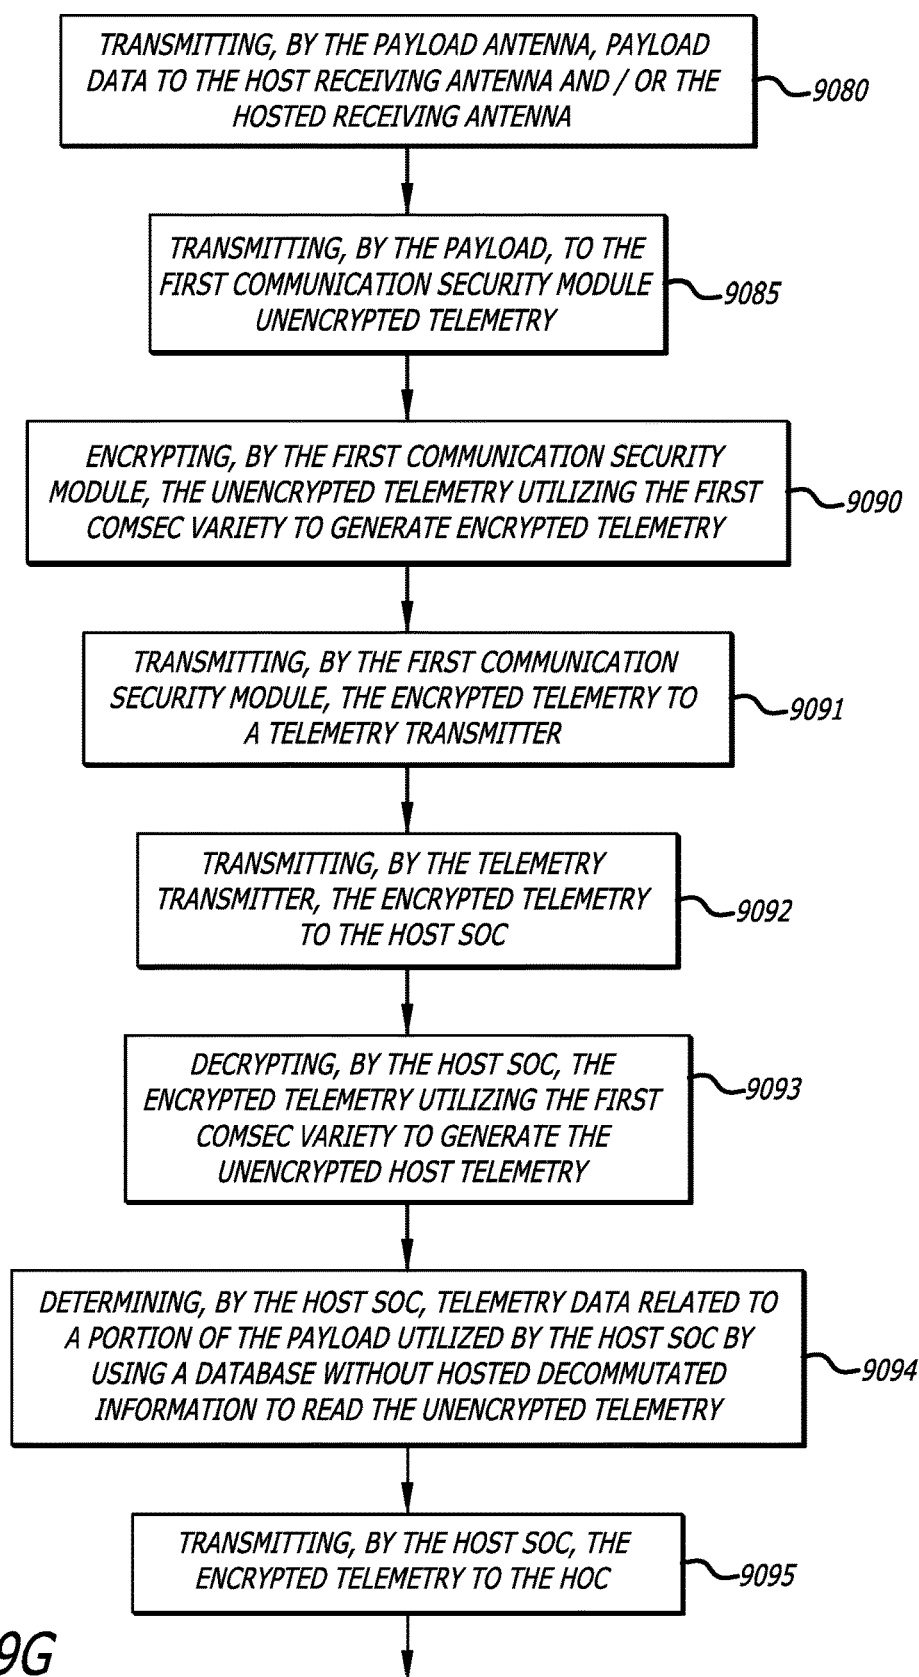 TRANSMITTING, BY THE PAYLOAD ANTENNA, PAYLOAD
DATA TO THE HOST RECEIVING ANTENNA AND / OR THE
HOSTED RECEIVING ANTENNA
9080
TRANSMITTING, BY THE PAYLOAD, TO THE
FIRST COMMUNICATION SECURITY MODULE
UNENCRYPTED TELEMETRY
9085
ENCRYPTING, BY THE FIRST COMMUNICATION SECURITY
MODULE, THE UNENCRYPTED TELEMETRY UTILIZING THE FIRST
COMSEC VARIETY TO GENERATE ENCRYPTED TELEMETRY
9090
TRANSMITTING, BY THE FIRST COMMUNICATION
SECURITY MODULE, THE ENCRYPTED TELEMETRY TO
A TELEMETRY TRANSMITTER
9091
TRANSMITTING, BY THE TELEMETRY
TRANSMITTER, THE ENCRYPTED TELEMETRY
TO THE HOST SOC
9092
DECRYPTING, BY THE HOST SOC, THE
ENCRYPTED TELEMETRY UTILIZING THE FIRST
COMSEC VARIETY TO GENERATE THE
UNENCRYPTED HOST TELEMETRY
9093
DETERMINING, BY THE HOST SOC, TELEMETRY DATA RELATED TO
A PORTION OF THE PAYLOAD UTILIZED BY THE HOST SOC BY
USING A DATABASE WITHOUT HOSTED DECOMMUTATED
INFORMATION TO READ THE UNENCRYPTED TELEMETRY
9094
TRANSMITTING, BY THE HOST SOC, THE
ENCRYPTED TELEMETRY TO THE HOC
9095
9G